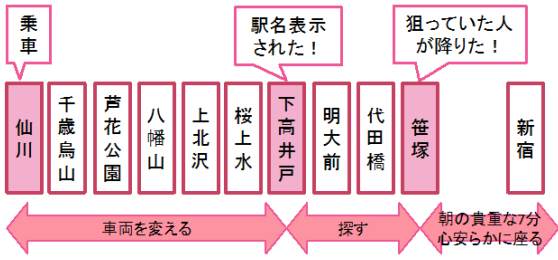 乗車
駅名表示
された！
狙っていた人
が降りた！
仙川
千歳烏山
芦花公園
八幡山
上北沢
桜上水
下高井戸
明大前
代田橋
笹塚
新宿
車両を変える
探す
朝の貴重な7分
心安らかに座る